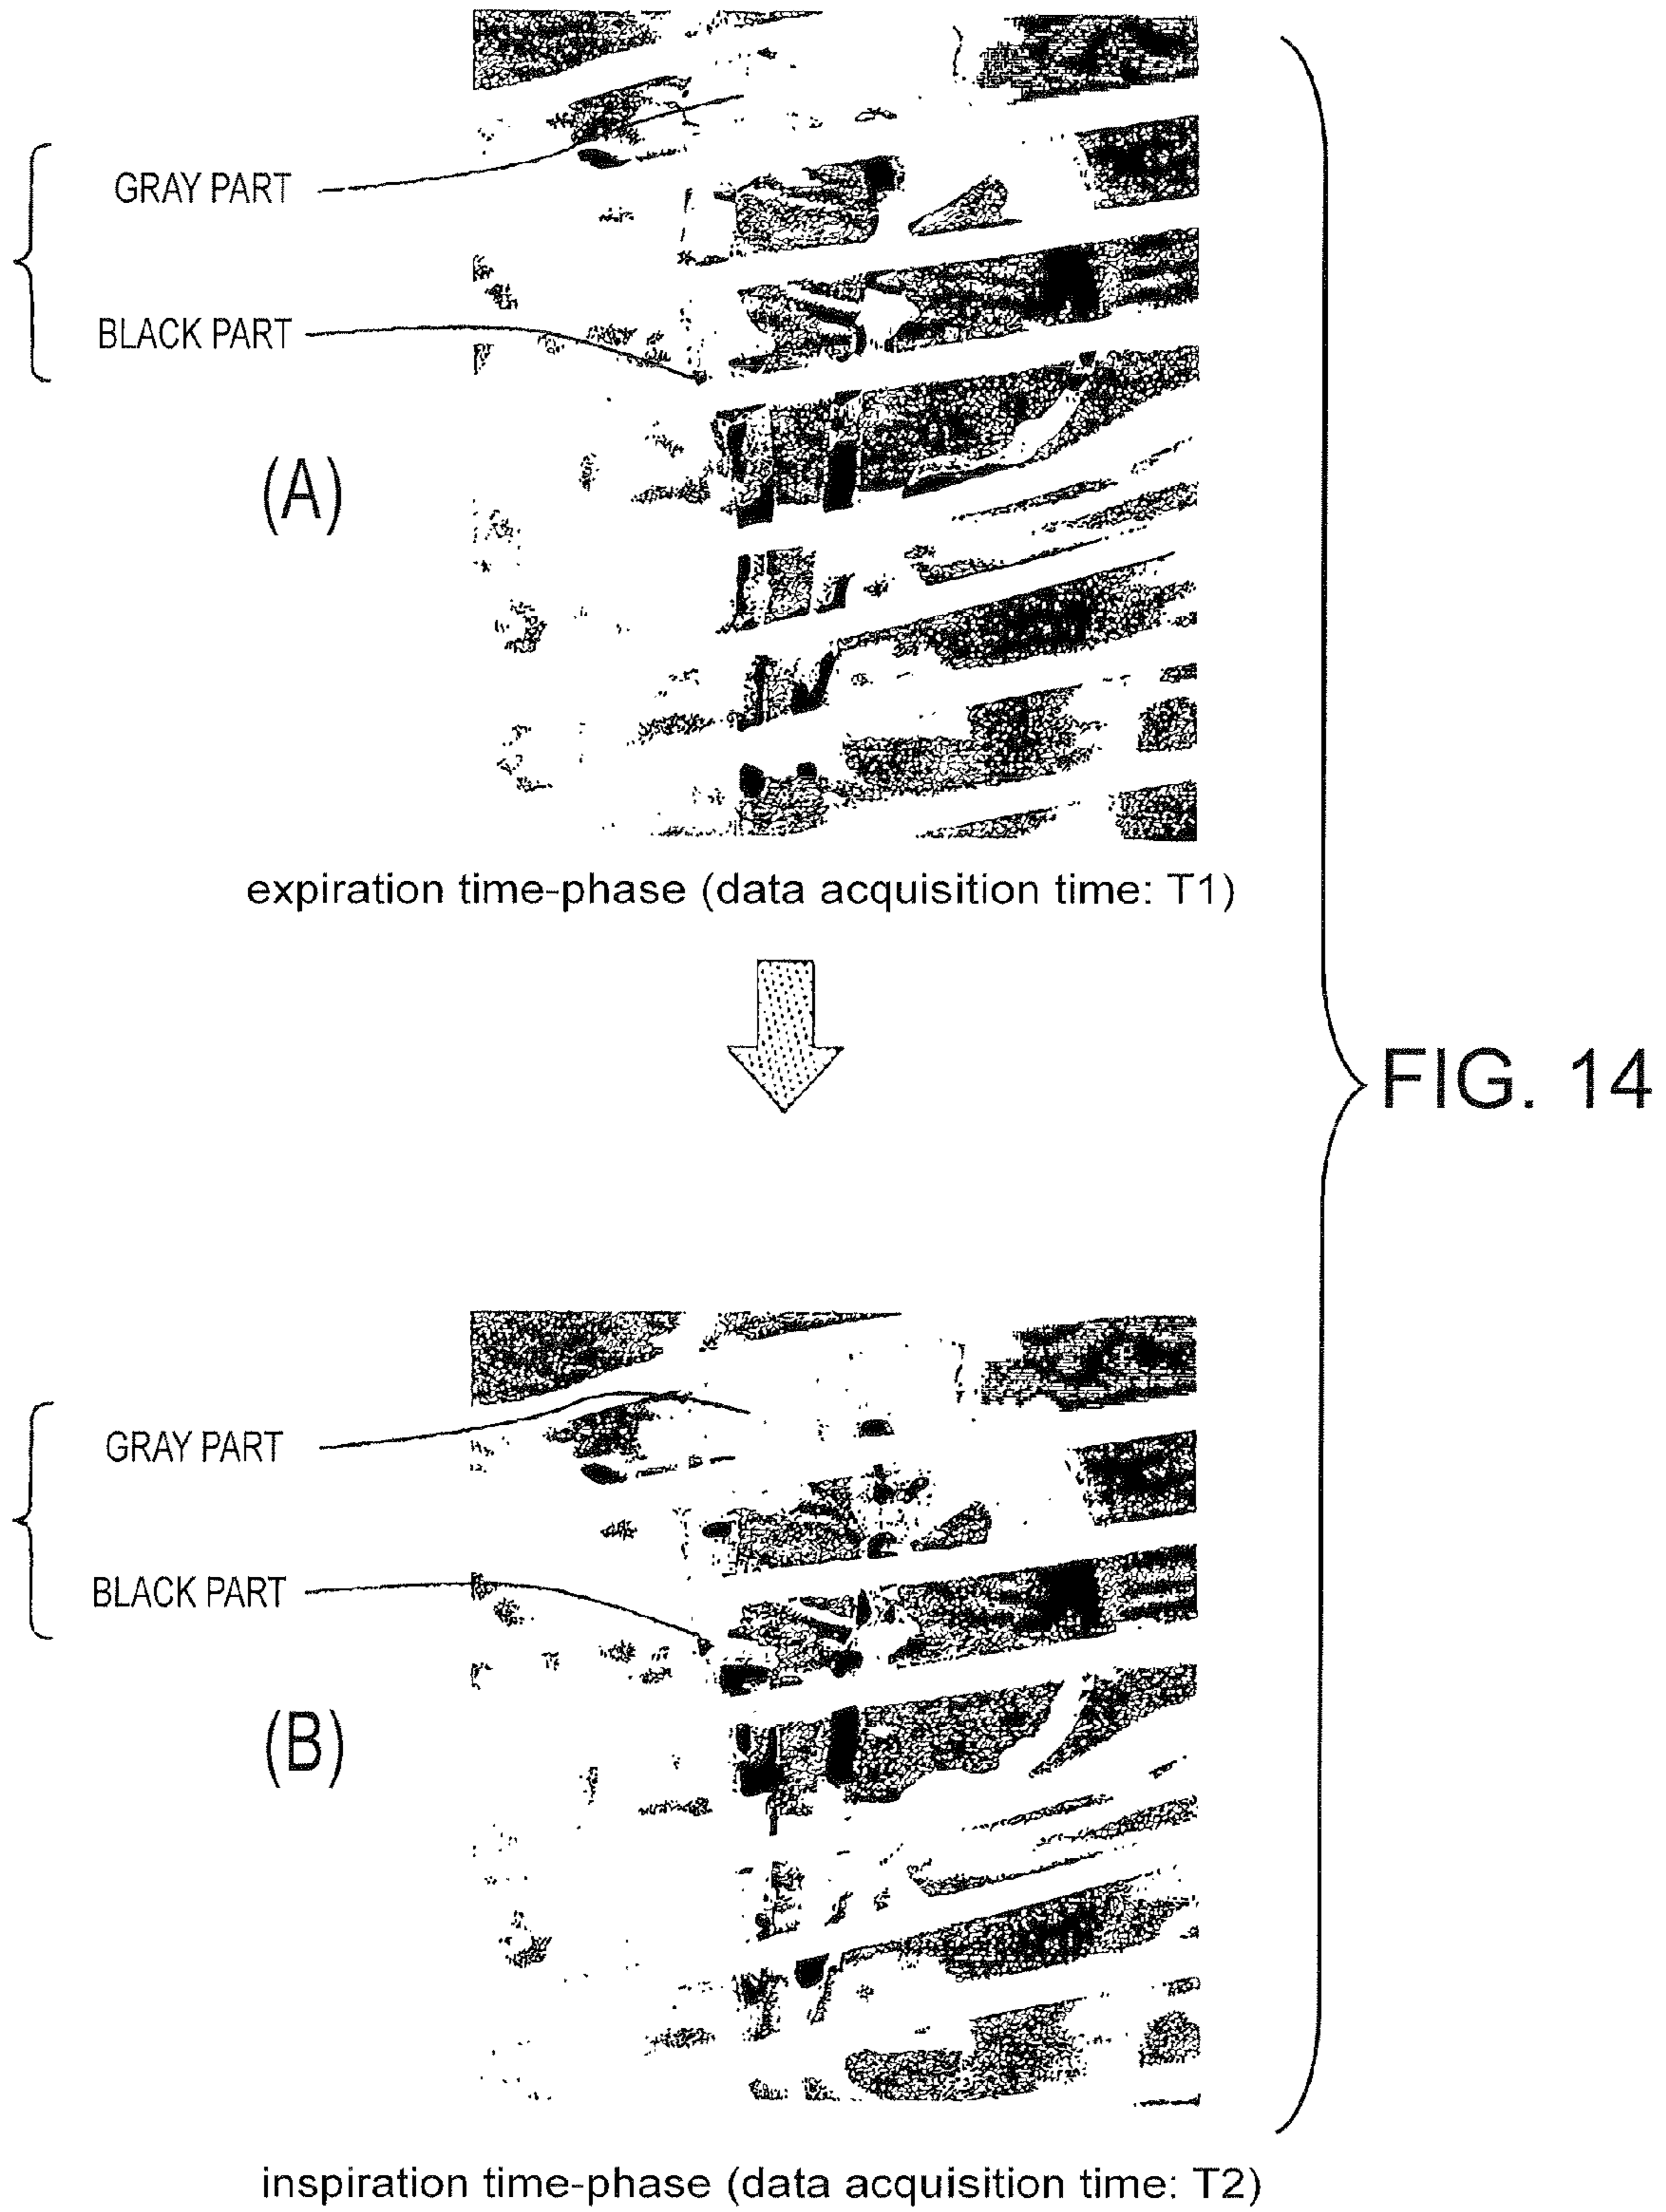 GRAY PART
BLACK PART
(A)
expiration time-phase (data acquisition time: T1)
FIG. 14
GRAY PART
BLACK PART
(B)
inspiration time-phase (data acquisition time: T2)